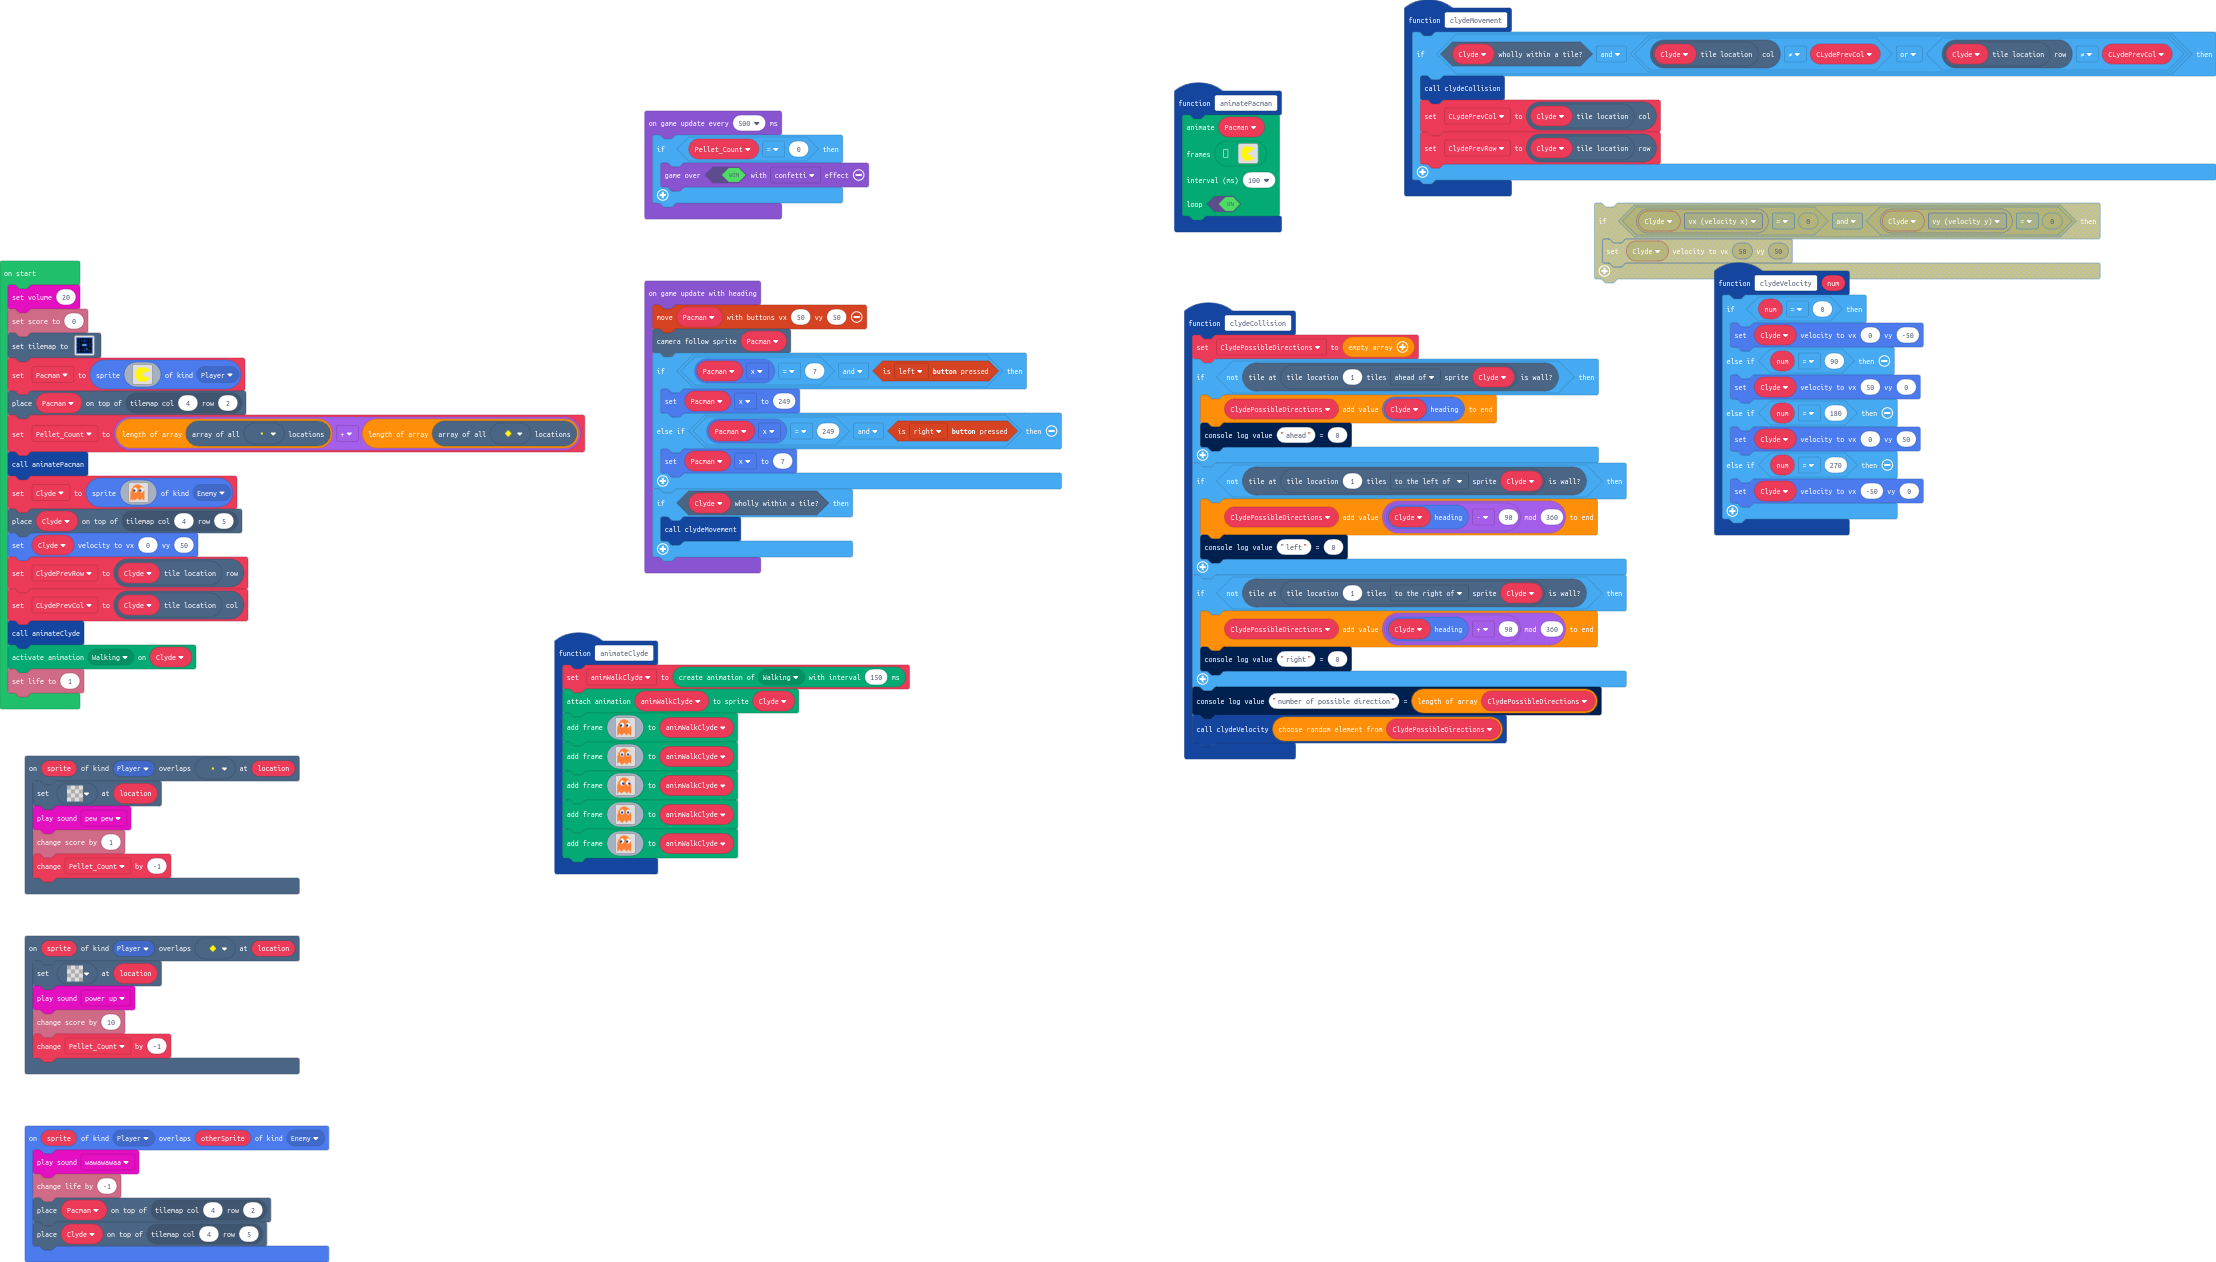 on start
set volume 20
set score to 0
set tilemap to
set Pacman to sprite of kind Player
place Pacman on top of tilemap col 4 row 2
set Pellet_Count to length of array array of all locations + length of array array of all locations
call animatePacman
set Clyde to sprite of kind Enemy
place Clyde on top of tilemap col 4 row 5
set Clyde velocity to vx 0 vy 50
set ClydePrevRow to Clyde tile location row
set CLydePrevCol to Clyde tile location col
call animateClyde
activate animation Walking on Clyde
set life to 1
on sprite of kind Player overlaps at location
set at location
play sound pew pew
change score by 1
change Pellet_Count by -1
on sprite of kind Player overlaps at location
set at location
play sound power up
change score by 10
change Pellet_Count by -1
on sprite of kind Player overlaps otherSprite of kind Enemy
play sound wawawawaa
change life by -1
place Pacman on top of tilemap col 4 row 2
place Clyde on top of tilemap col 4 row 5
on game update every 500 ms
if Pellet_Count = 0 then
game over WIN with confetti effect
on game update with heading
move Pacman with buttons vx 50 vy 50
camera follow sprite Pacman
if Pacman x = 7 and is left button pressed then
set Pacman x to 249
else if Pacman x = 249 and is right button pressed then
set Pacman x to 7
if Clyde wholly within a tile? then
call clydeMovement
function animateClyde
set animWalkClyde to create animation of Walking with interval 150 ms
attach animation animWalkClyde to sprite Clyde
add frame to animWalkClyde
add frame to animWalkClyde
add frame to animWalkClyde
add frame to animWalkClyde
add frame to animWalkClyde
function animatePacman
animate Pacman
frames
interval (ms) 100
loop ON
function clydeMovement
if Clyde wholly within a tile? and Clyde tile location col ≠ CLydePrevCol or Clyde tile location row ≠ CLydePrevCol then
call clydeCollision
set CLydePrevCol to Clyde tile location col
set ClydePrevRow to Clyde tile location row
if Clyde vx (velocity x) = 0 and Clyde vy (velocity y) = 0 then
set Clyde velocity to vx 50 vy 50
function clydeCollision
set ClydePossibleDirections to empty array
if not tile at tile location 1 tiles ahead of sprite Clyde is wall? then
ClydePossibleDirections add value Clyde heading to end
console log value "ahead" = 0
if not tile at tile location 1 tiles to the left of sprite Clyde is wall? then
ClydePossibleDirections add value Clyde heading - 90 mod 360 to end
console log value "left" = 0
if not tile at tile location 1 tiles to the right of sprite Clyde is wall? then
ClydePossibleDirections add value Clyde heading + 90 mod 360 to end
console log value "right" = 0
console log value "number of possible direction" = length of array ClydePossibleDirections
call clydeVelocity choose random element from ClydePossibleDirections
function clydeVelocity num
if num = 0 then
set Clyde velocity to vx 0 vy -50
else if num = 90 then
set Clyde velocity to vx 50 vy 0
else if num = 180 then
set Clyde velocity to vx 0 vy 50
else if num = 270 then
set Clyde velocity to vx -50 vy 0